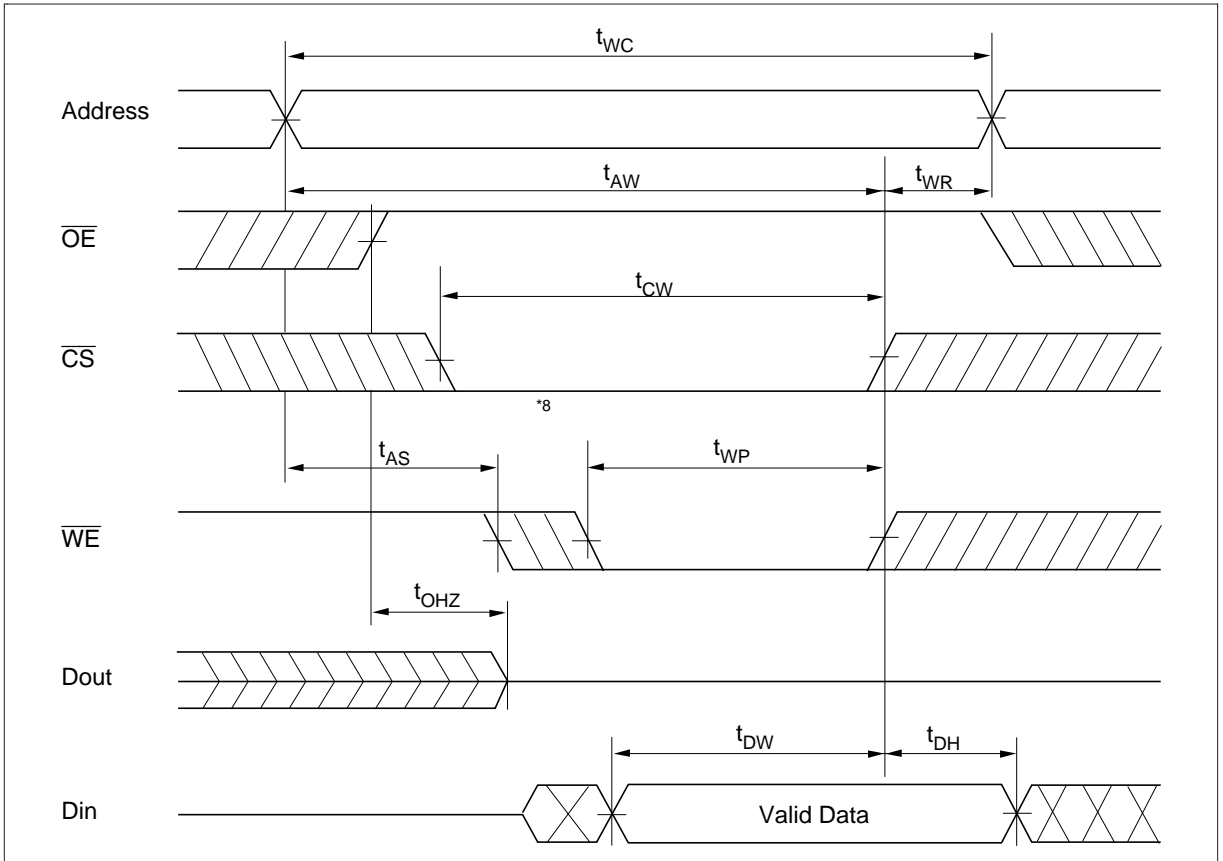 tWC
Address
tAW
tWR
OE
tCW
CS
*8
tAS
tWP
WE
tOHZ
Dout
tDW
tDH
Din
Valid Data